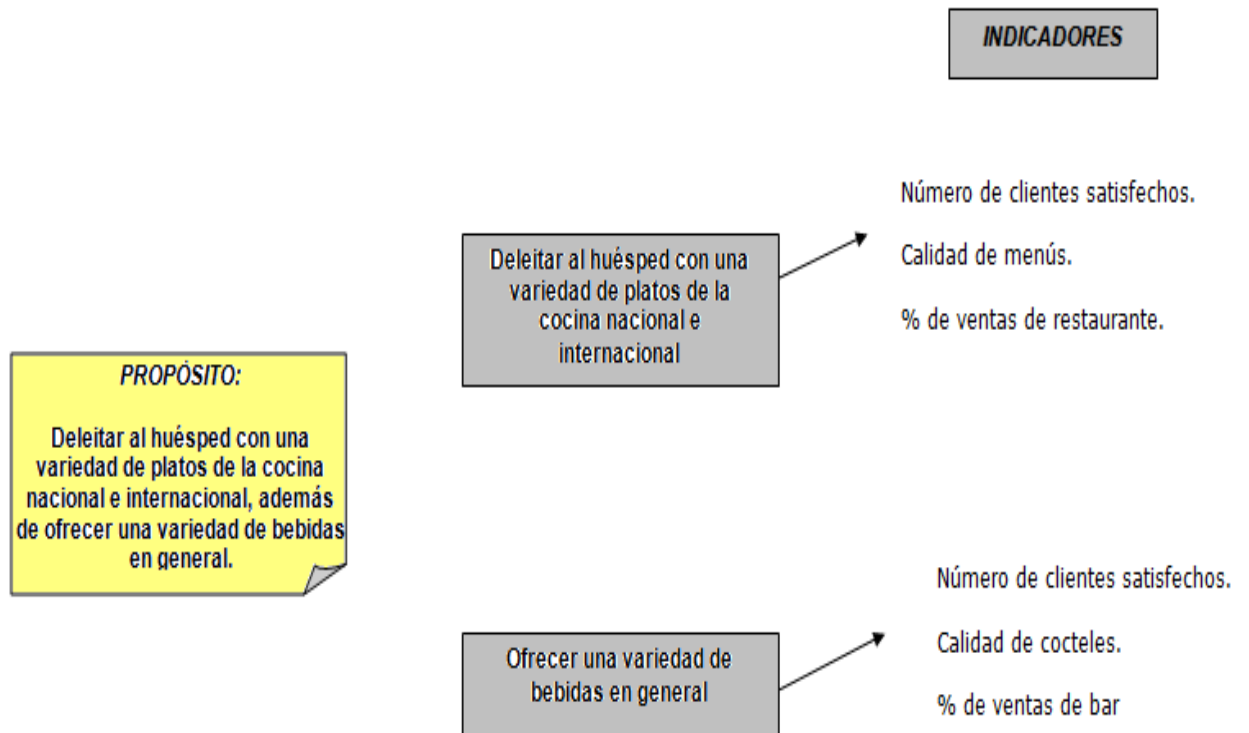 INDICADORES
Número de clientes satisfechos.
Deleitar al huésped con una
variedad de platos de la
cocina nacional e
internacional
Calidad de menús.
% de ventas de restaurante.
PROPÓSITO:
Deleitar al huésped con una
variedad de platos de la cocina
nacional e internacional, además
de ofrecer una variedad de bebidas
en general.
Ofrecer una variedad de
bebidas en general
Número de clientes satisfechos.
Calidad de cocteles.
% de ventas de bar